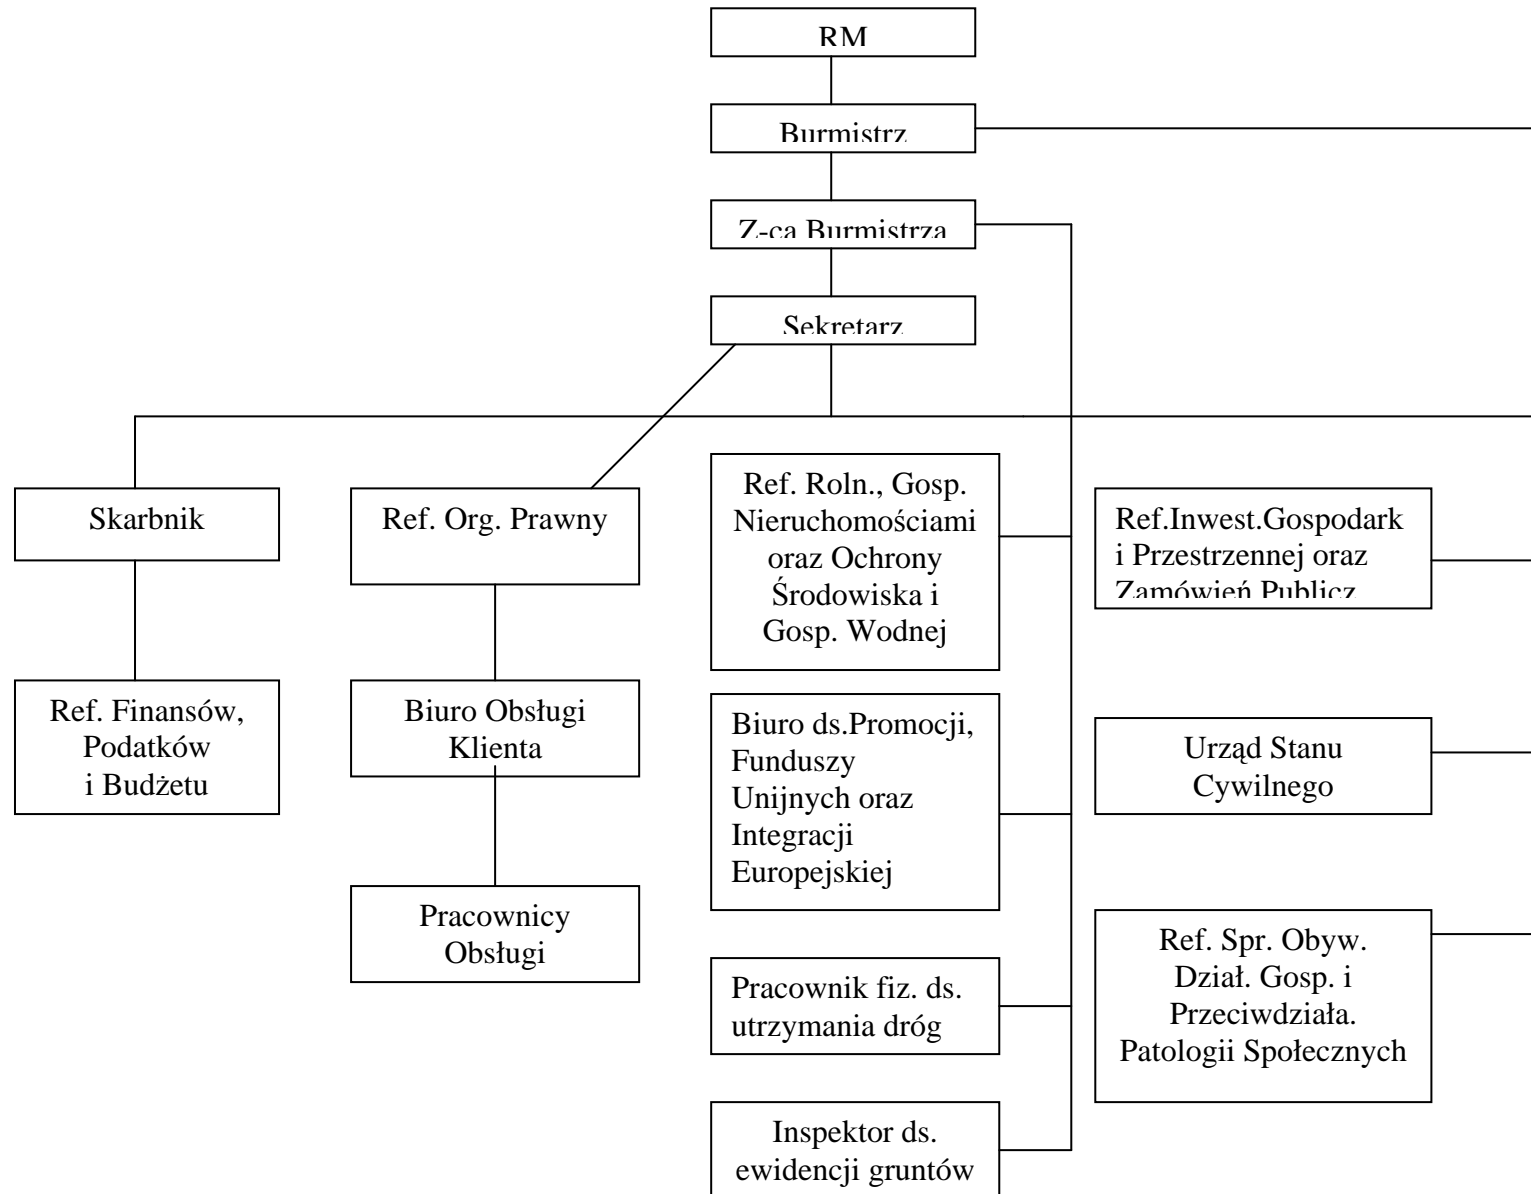 RM
Burmistrz
Z-ca Burmistrza
Sekretarz
Skarbnik
Ref. Org. Prawny
Ref. Roln., Gosp.
Nieruchomościami
oraz Ochrony
Środowiska i
Gosp. Wodnej
Ref.Inwest.Gospodark
i Przestrzennej oraz
Zamówień Publicz
Ref. Finansów,
Podatków
i Budżetu
Biuro Obsługi
Klienta
Biuro ds.Promocji,
Funduszy
Unijnych oraz
Integracji
Europejskiej
Urząd Stanu
Cywilnego
Pracownicy
Obsługi
Pracownik fiz. ds.
utrzymania dróg
Ref. Spr. Obyw.
Dział. Gosp. i
Przeciwdziała.
Patologii Społecznych
Inspektor ds.
ewidencji gruntów